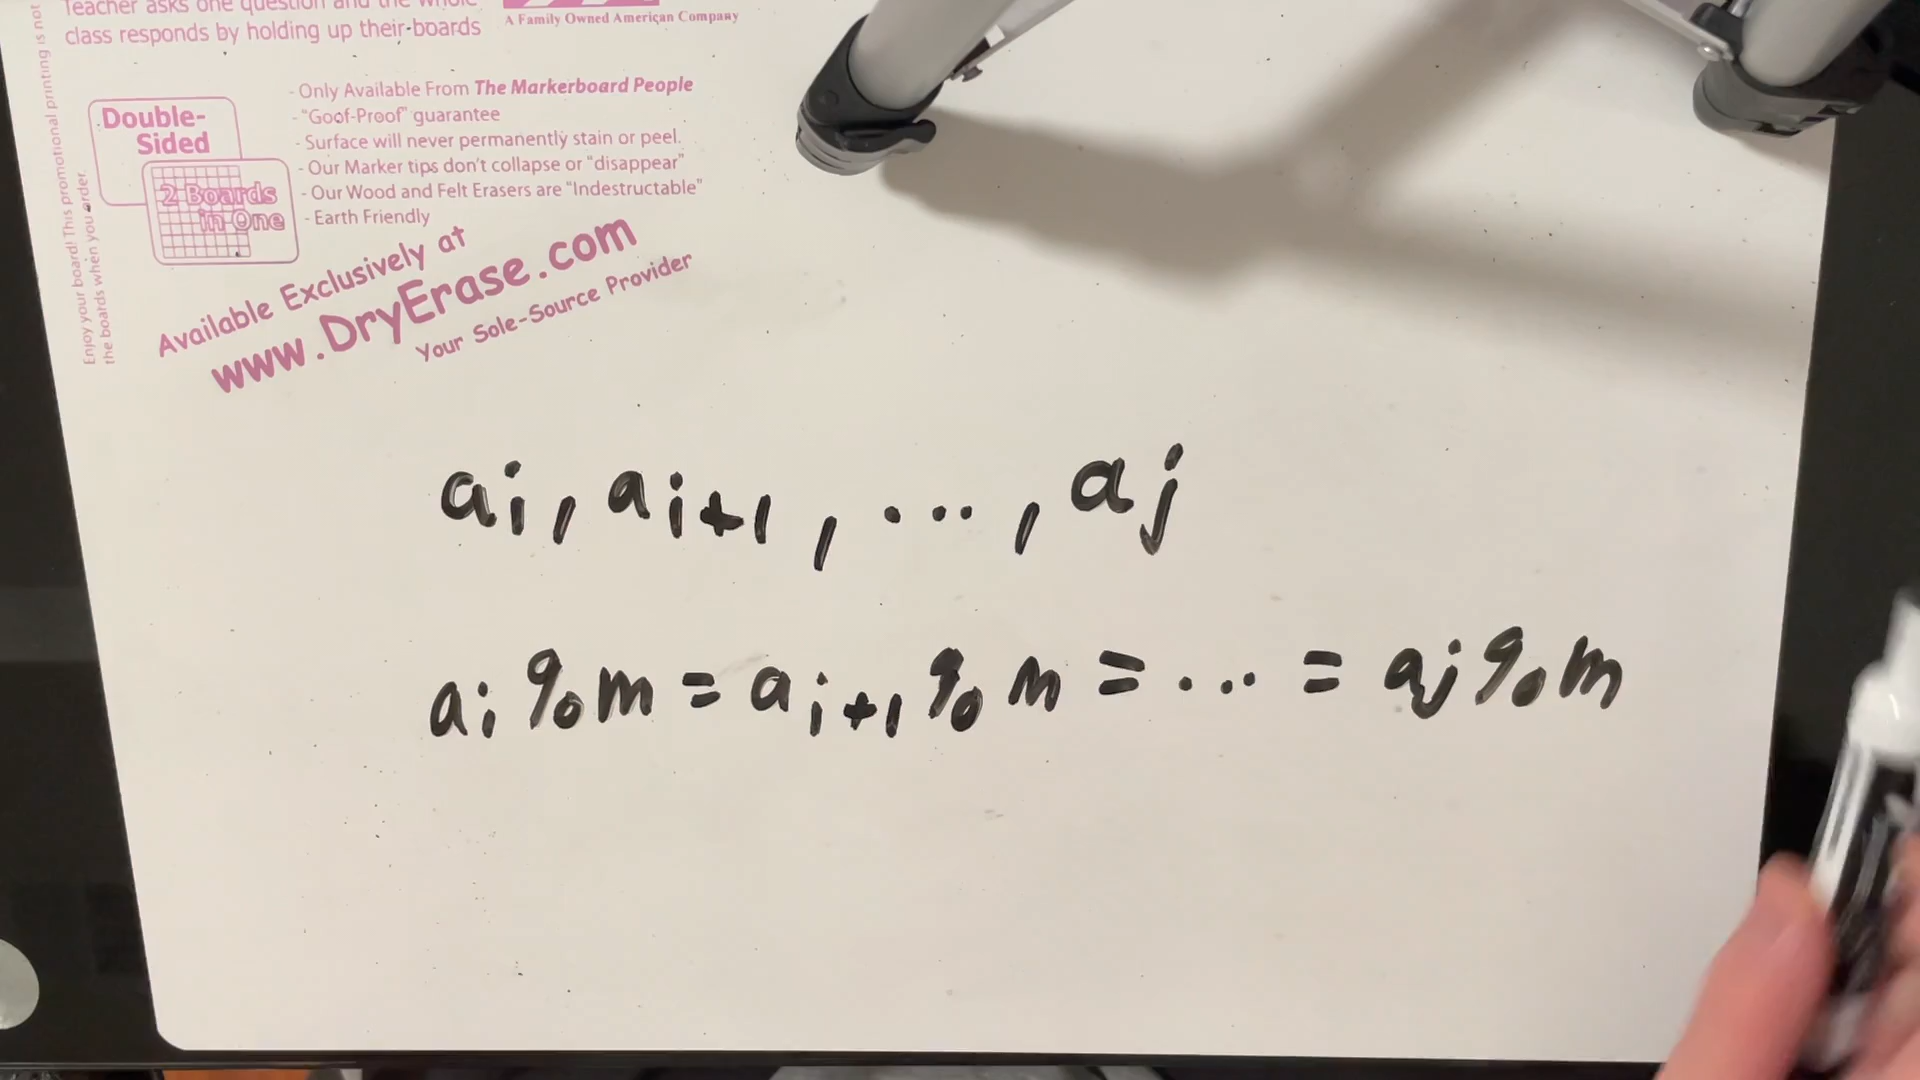 Teacher asks one question and the whole
class responds by holding up their boards
A Family Owned American Company
Enjoy your board! This promotional printing is not
the boards when you order.
Double-
Sided
2 Boards
in One
- Only Available From The Markerboard People
- "Goof-Proof" guarantee
- Surface will never permanently stain or peel.
- Our Marker tips don't collapse or "disappear"
- Our Wood and Felt Erasers are "Indestructable"
- Earth Friendly
Available Exclusively at
www.DryErase.com
Your Sole-Source Provider
ai, ai+1, ..., aj
ai % m = ai+1 % m = ... = aj % m